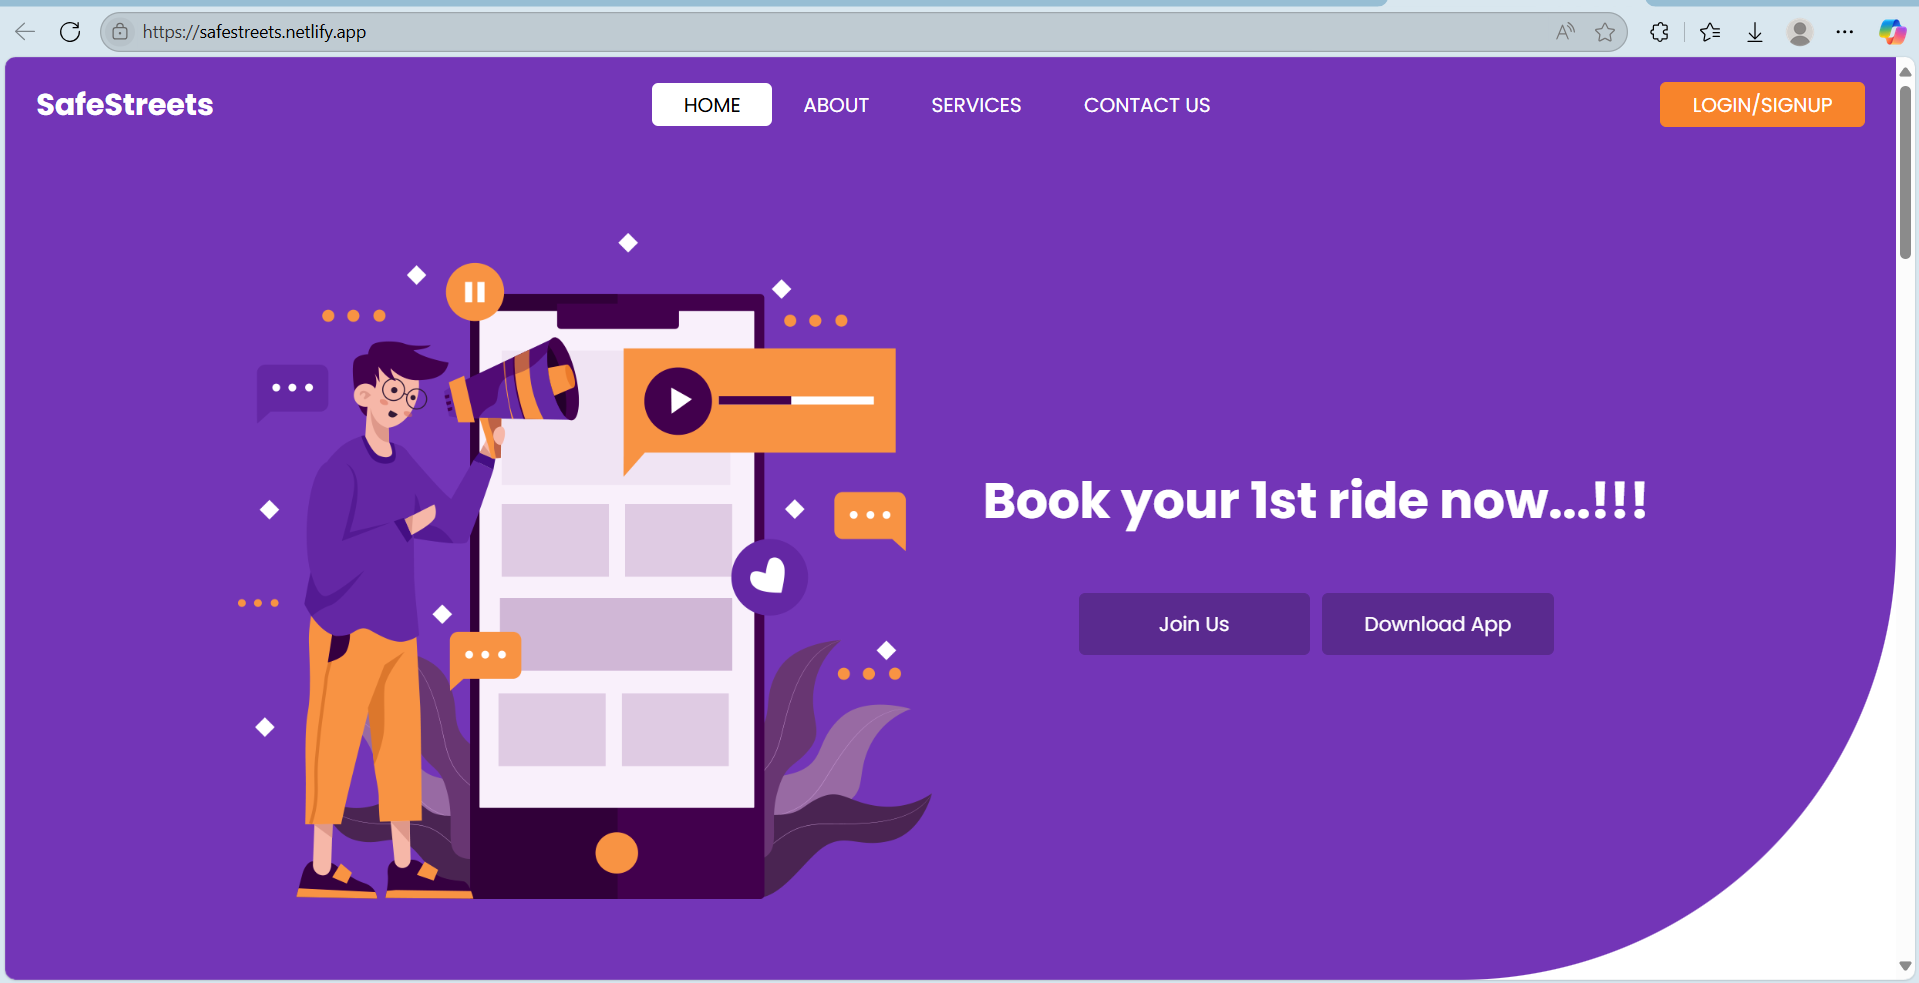 https://safestreets.netlify.app
SafeStreets
HOME
ABOUT
SERVICES
CONTACT US
LOGIN/SIGNUP
Book your 1st ride now...!!!
Join Us
Download App